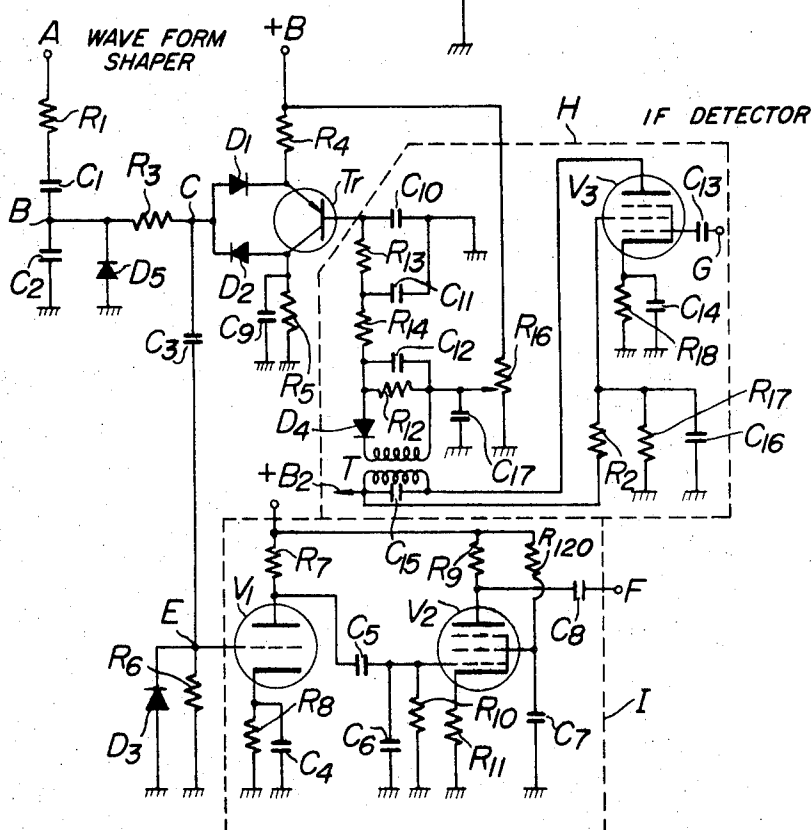 A
WAVE FORM
SHAPER
+B
H
IF DETECTOR
R1
R4
D1
Tr
C10
V3
C13
C1
R3
C
B
G
R13
C2
D5
D2
C11
C14
C3
C9
R14
R16
R18
R5
C12
R17
D4
R12
R2
C16
T
C17
+B2
C15
R7
R9
R120
V1
V2
C8
F
E
C5
R6
R8
R10
I
D3
C4
C6
R11
C7